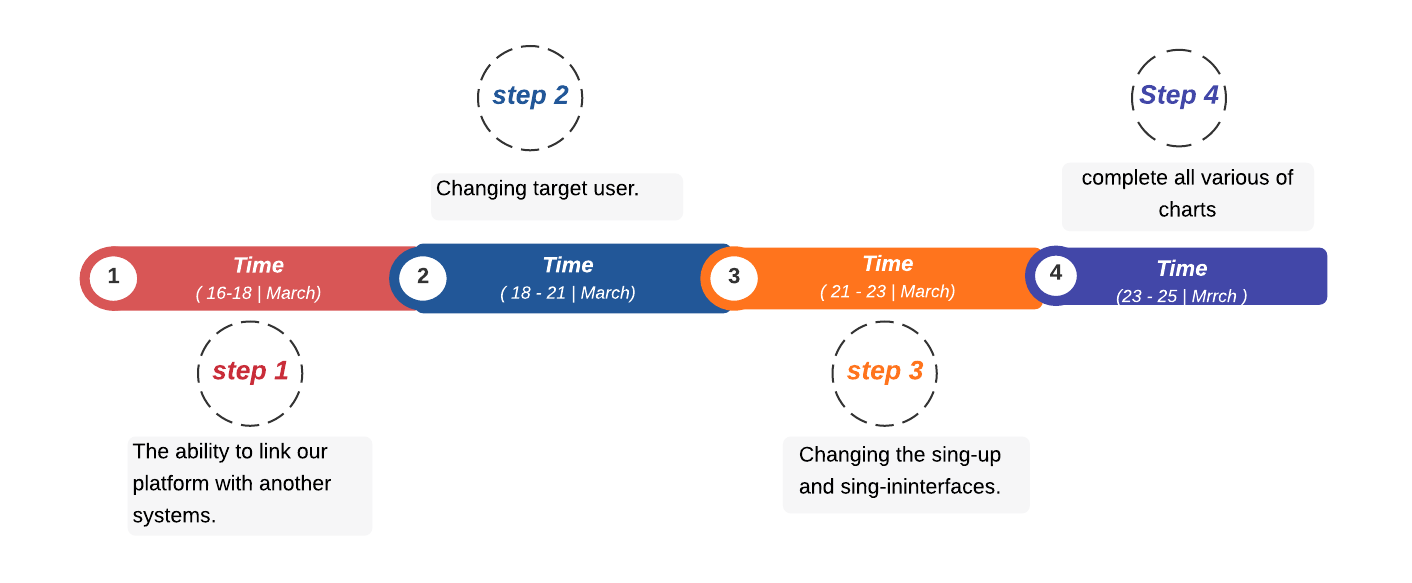 step 2
Step 4
Changing target user.
complete all various of
charts
1
Time
( 16-18 | March)
2
Time
( 18 - 21 | March)
3
Time
( 21 - 23 | March)
4
Time
(23 - 25 | Mrrch )
step 1
The ability to link our
platform with another
systems.
step 3
Changing the sing-up
and sing-ininterfaces.